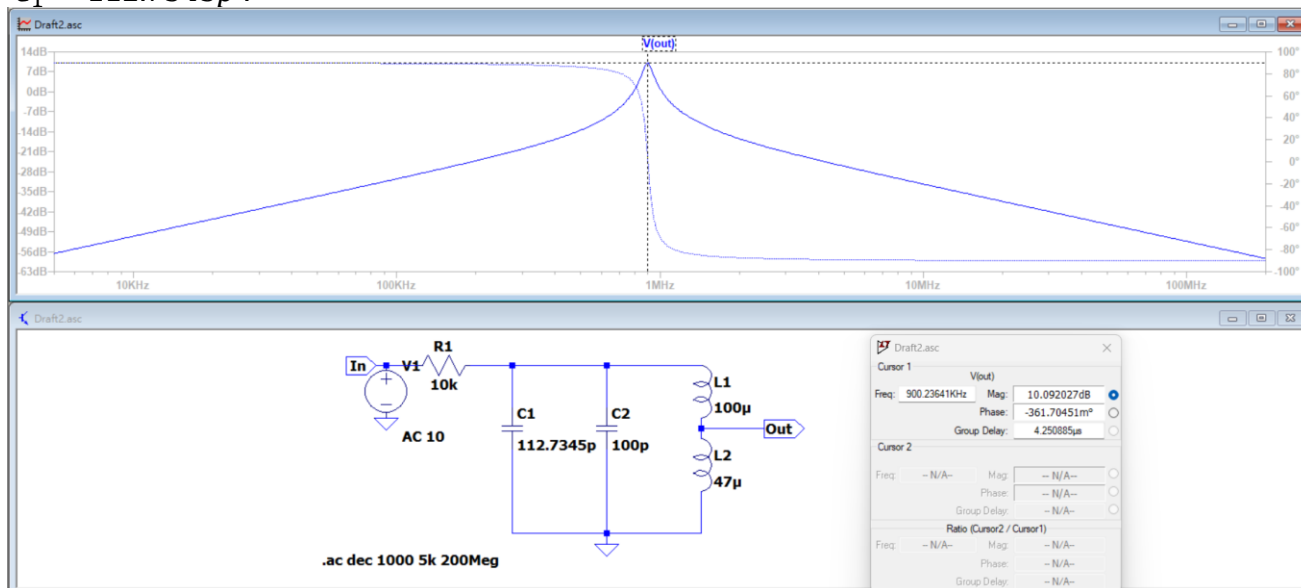 Draft2.asc
V(out)
14dB
7dB
0dB
-7dB
-14dB
-21dB
-28dB
-35dB
-42dB
-49dB
-56dB
-63dB
100°
80°
60°
40°
20°
0°
-20°
-40°
-60°
-80°
-100°
10KHz 100KHz 1MHz 10MHz 100MHz
Draft2.asc
In
V1
R1
10k
AC 10
C1
112.7345p
C2
100p
L1
100µ
Out
L2
47µ
.ac dec 1000 5k 200Meg
Draft2.asc
Cursor 1
V(out)
Freq: 900.23641KHz Mag: 10.092027dB
Phase: -361.70451m°
Group Delay: 4.250885µs
Cursor 2
Freq: -- N/A-- Mag: -- N/A--
Phase: -- N/A--
Group Delay: -- N/A--
Ratio (Cursor2 / Cursor1)
Freq: -- N/A-- Mag: -- N/A--
Phase: -- N/A--
Group Delay: -- N/A--